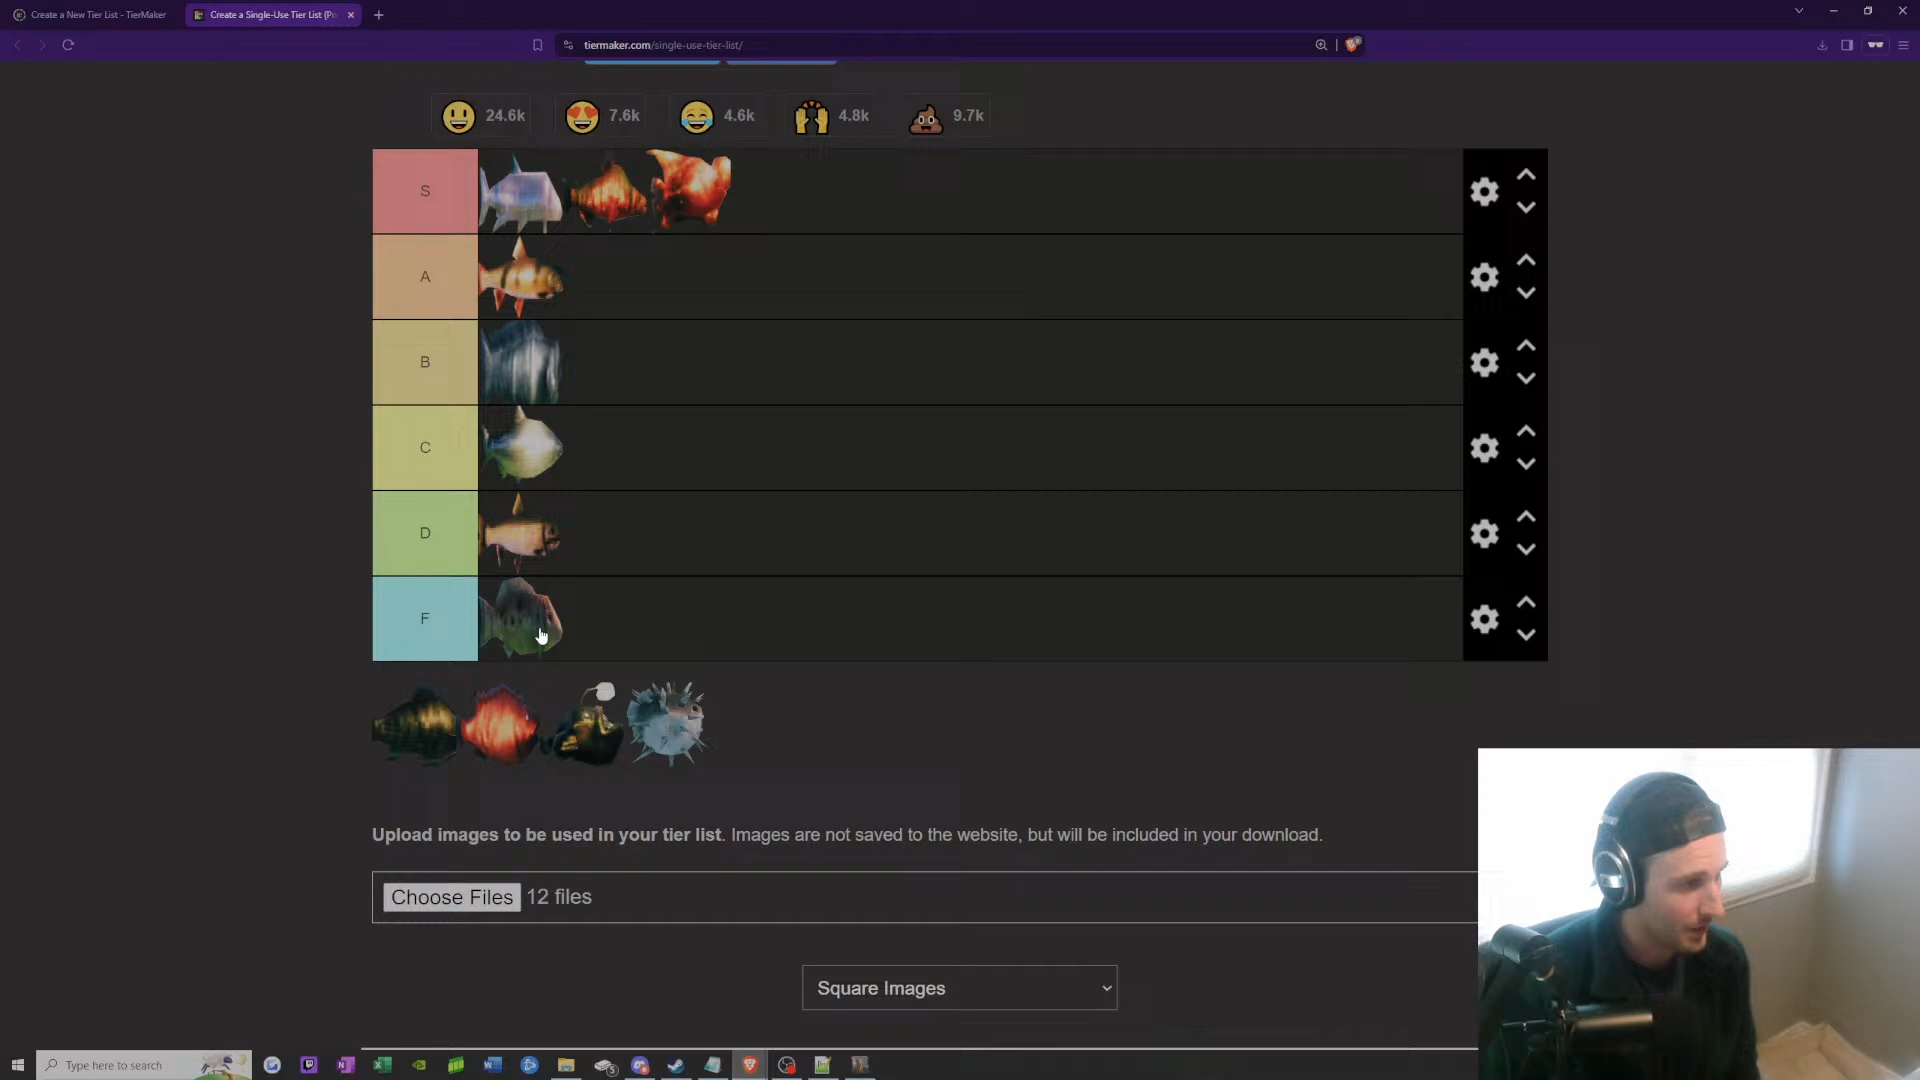 Create a New Tier List - TierMaker
Create a Single-Use Tier List (Pri
tiermaker.com/single-use-tier-list/
24.6k 7.6k 4.6k 4.8k 9.7k
S
A
B
C
D
F
Upload images to be used in your tier list. Images are not saved to the website, but will be included in your download.
Choose Files 12 files
Square Images
Type here to search